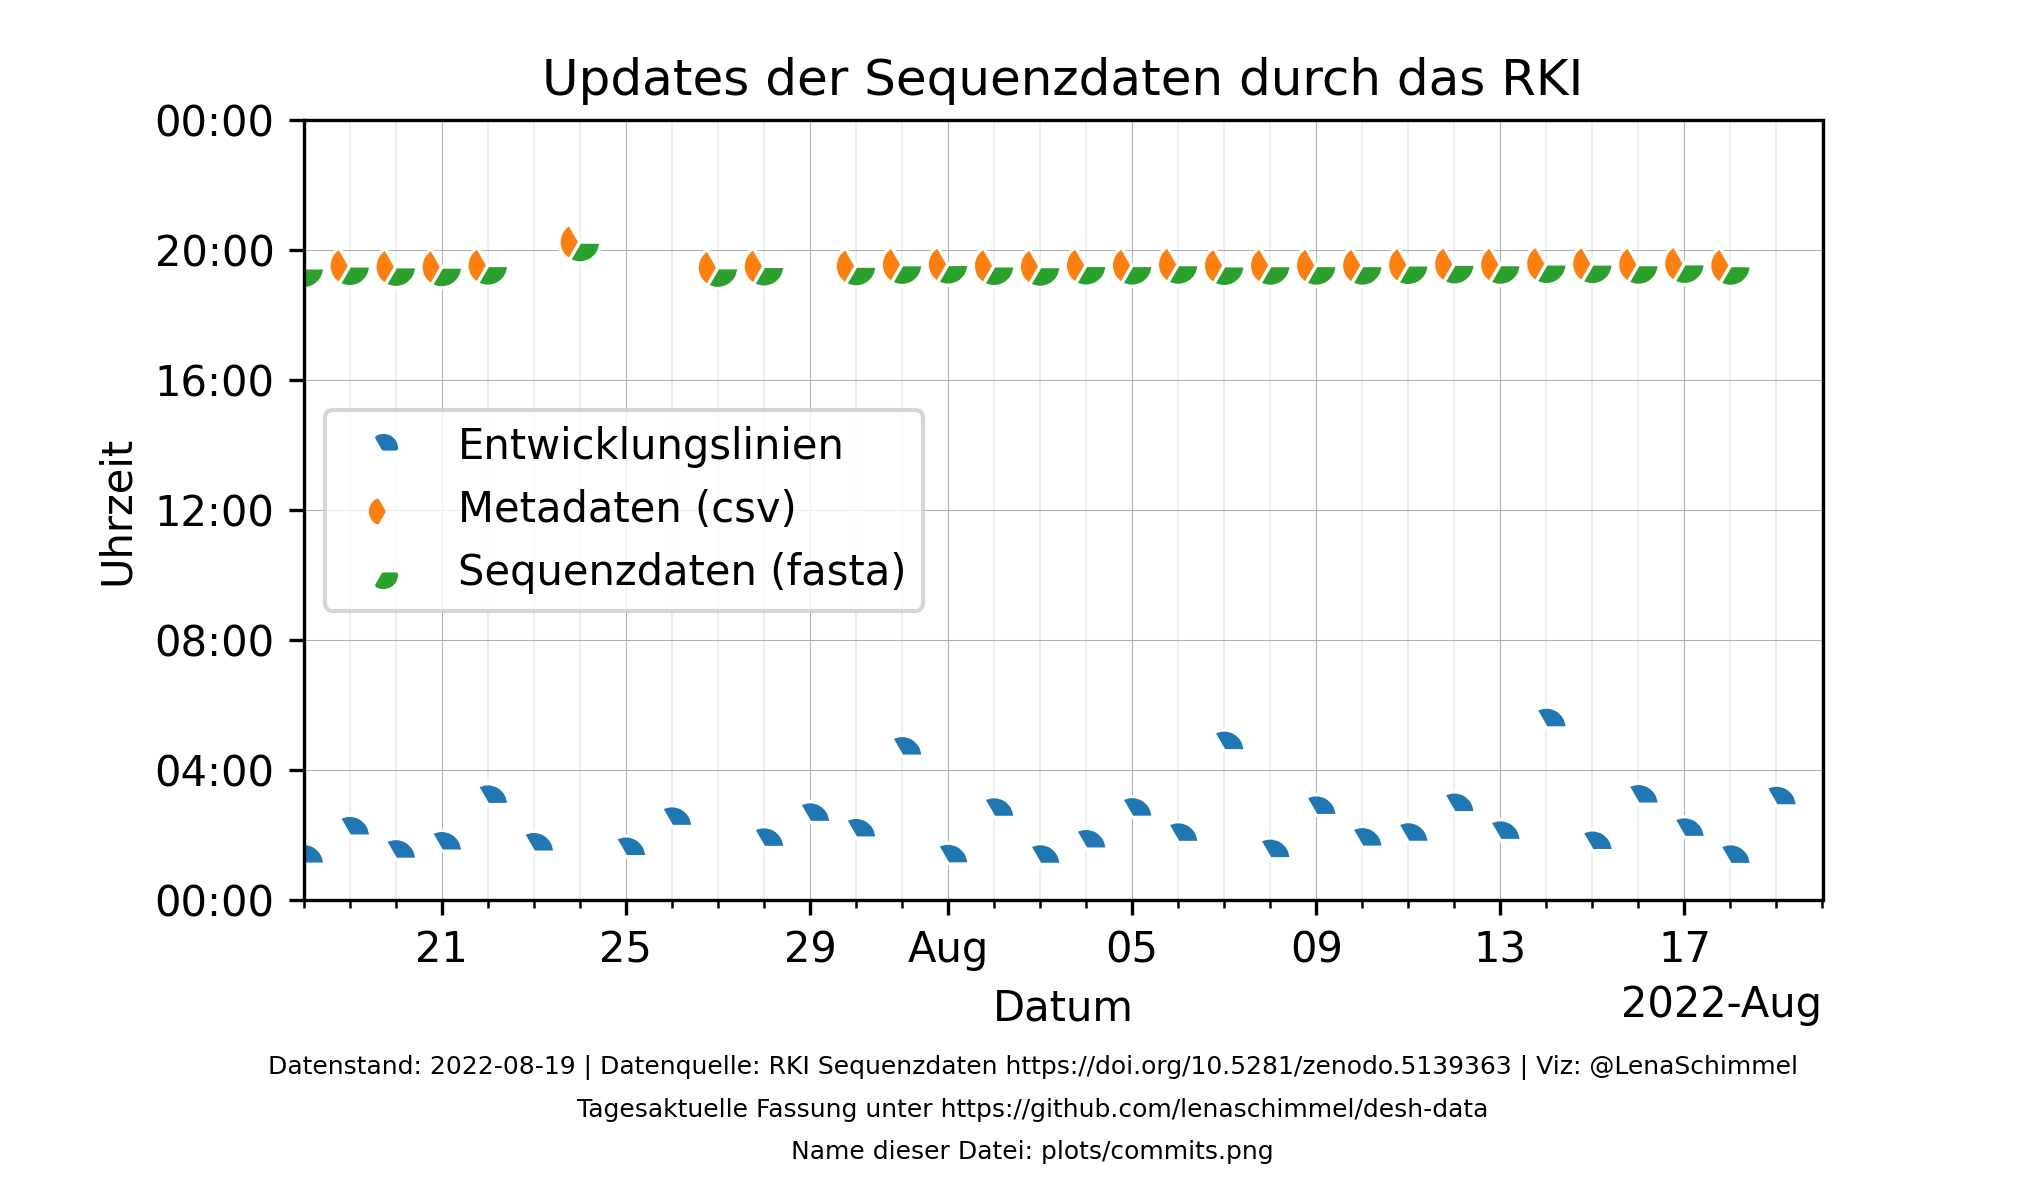 Updates der Sequenzdaten durch das RKI
00:00
20:00
16:00
12:00
08:00
04:00
00:00
Uhrzeit
Entwicklungslinien
Metadaten (csv)
Sequenzdaten (fasta)
21 25 29 Aug 05 09 13 17
Datum
2022-Aug
Datenstand: 2022-08-19 | Datenquelle: RKI Sequenzdaten https://doi.org/10.5281/zenodo.5139363 | Viz: @LenaSchimmel
Tagesaktuelle Fassung unter https://github.com/lenaschimmel/desh-data
Name dieser Datei: plots/commits.png